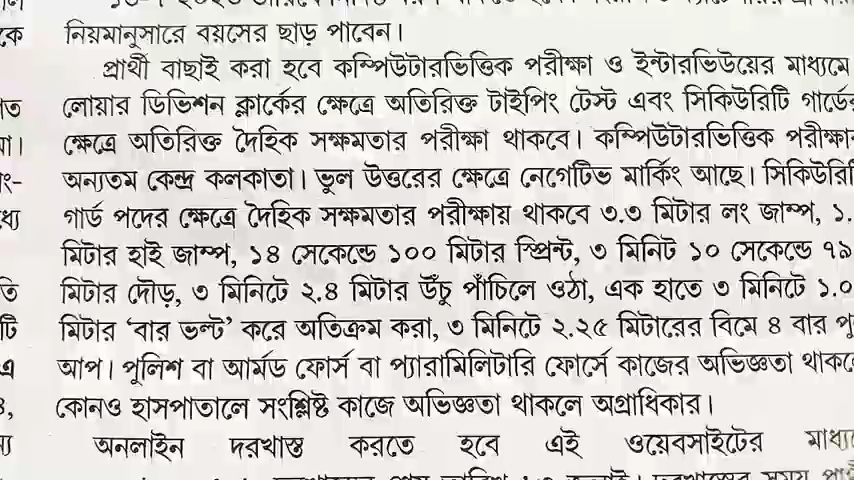 কে নিয়মানুসারে বয়সের ছাড় পাবেন।
প্রার্থী বাছাই করা হবে কম্পিউটারভিত্তিক পরীক্ষা ও ইন্টারভিউয়ের মাধ্যমে
লোয়ার ডিভিশন ক্লার্কের ক্ষেত্রে অতিরিক্ত টাইপিং টেস্ট এবং সিকিউরিটি গার্ডের
ক্ষেত্রে অতিরিক্ত দৈহিক সক্ষমতার পরীক্ষা থাকবে। কম্পিউটারভিত্তিক পরীক্ষার
অন্যতম কেন্দ্র কলকাতা। ভুল উত্তরের ক্ষেত্রে নেগেটিভ মার্কিং আছে। সিকিউরিটি
গার্ড পদের ক্ষেত্রে দৈহিক সক্ষমতার পরীক্ষায় থাকবে ৩.৩ মিটার লং জাম্প, ১.
মিটার হাই জাম্প, ১৪ সেকেন্ডে ১০০ মিটার স্প্রিন্ট, ৩ মিনিট ১০ সেকেন্ডে ৭৯
মিটার দৌড়, ৩ মিনিটে ২.৪ মিটার উঁচু পাঁচিলে ওঠা, এক হাতে ৩ মিনিটে ১.০
মিটার ‘বার ভল্ট’ করে অতিক্রম করা, ৩ মিনিটে ২.২৫ মিটারের বিমে ৪ বার পু
আপ। পুলিশ বা আর্মড ফোর্স বা প্যারামিলিটারি ফোর্সে কাজের অভিজ্ঞতা থাকলে
কোনও হাসপাতালে সংশ্লিষ্ট কাজে অভিজ্ঞতা থাকলে অগ্রাধিকার।
অনলাইন দরখাস্ত করতে হবে এই ওয়েবসাইটের